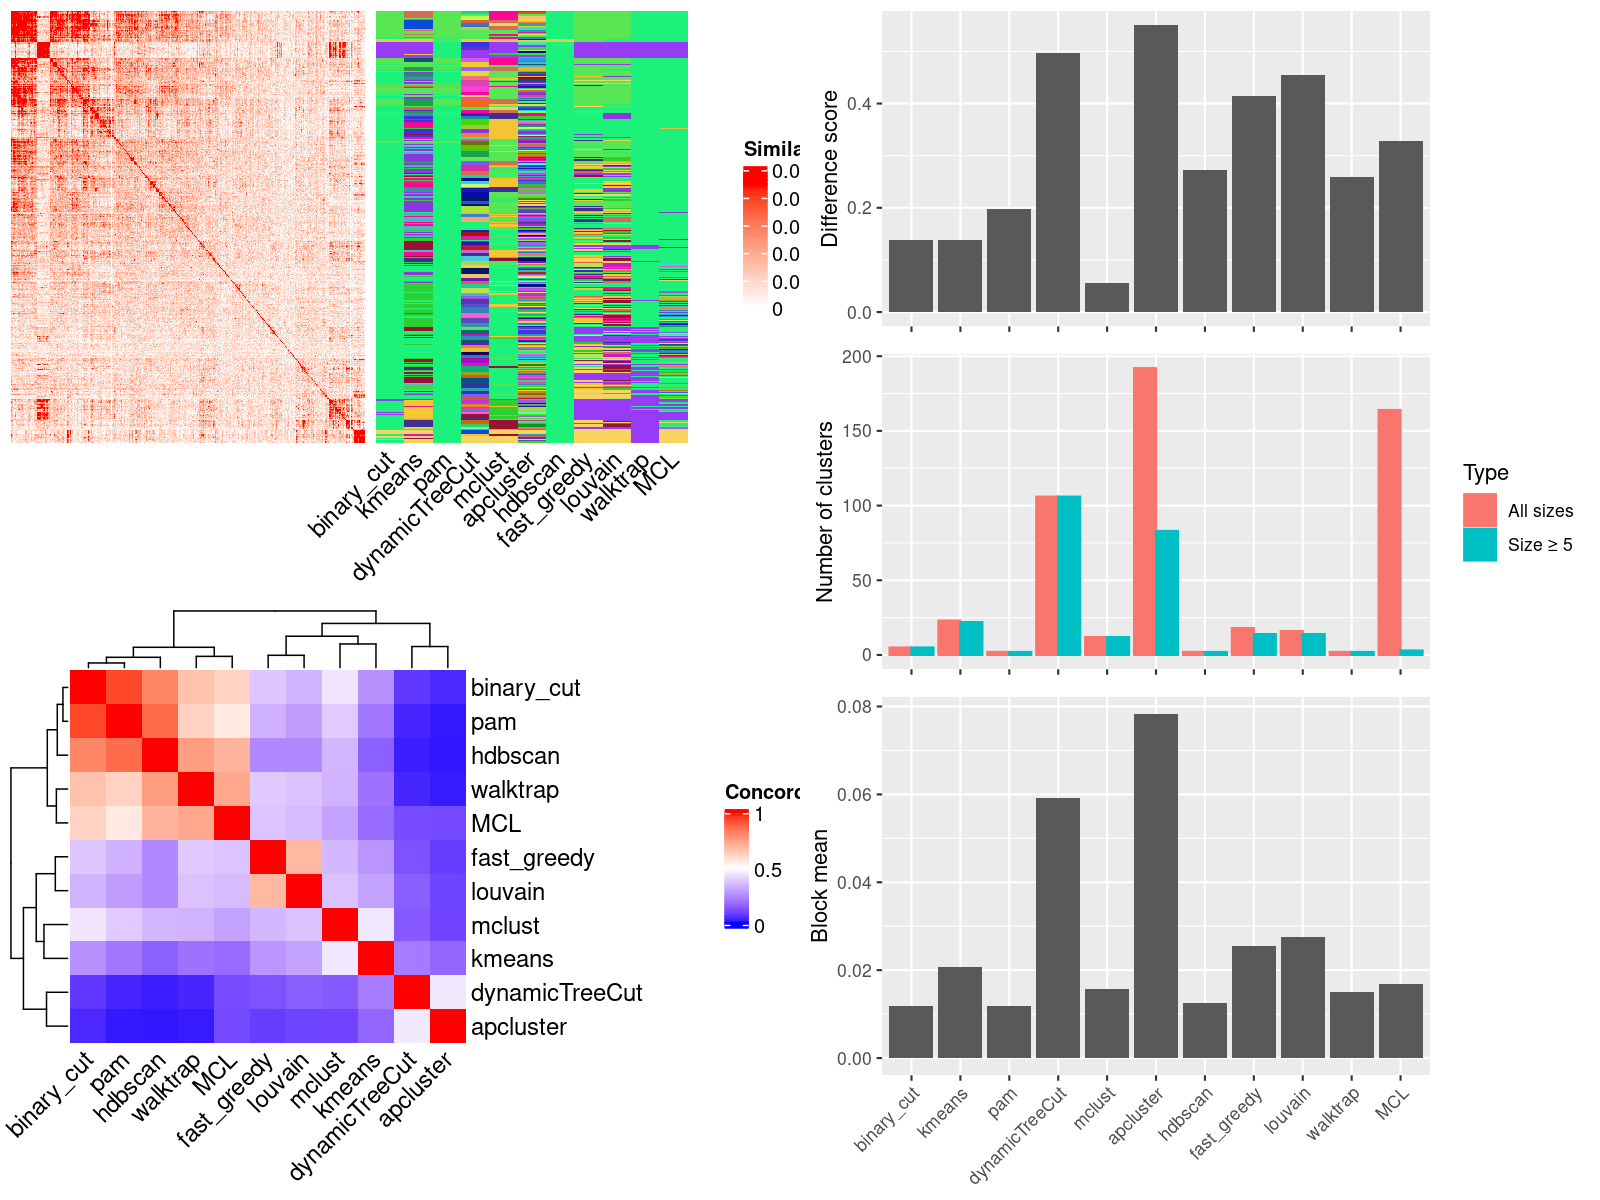 Simila
0.0
0.0
0.0
0.0
0
binary_cut
kmeans
pam
dynamicTreeCut
mclust
apcluster
hdbscan
fast_greedy
louvain
walktrap
MCL
binary_cut
pam
hdbscan
walktrap
MCL
fast_greedy
louvain
mclust
kmeans
dynamicTreeCut
apcluster
binary_cut
pam
hdbscan
walktrap
MCL
fast_greedy
louvain
mclust
kmeans
dynamicTreeCut
apcluster
Concord
1
0.5
0
Difference score
0.4
0.2
0.0
Number of clusters
200
150
100
50
0
Type
All sizes
Size ≥ 5
Block mean
0.08
0.06
0.04
0.02
0.00
binary_cut
kmeans
pam
dynamicTreeCut
mclust
apcluster
hdbscan
fast_greedy
louvain
walktrap
MCL